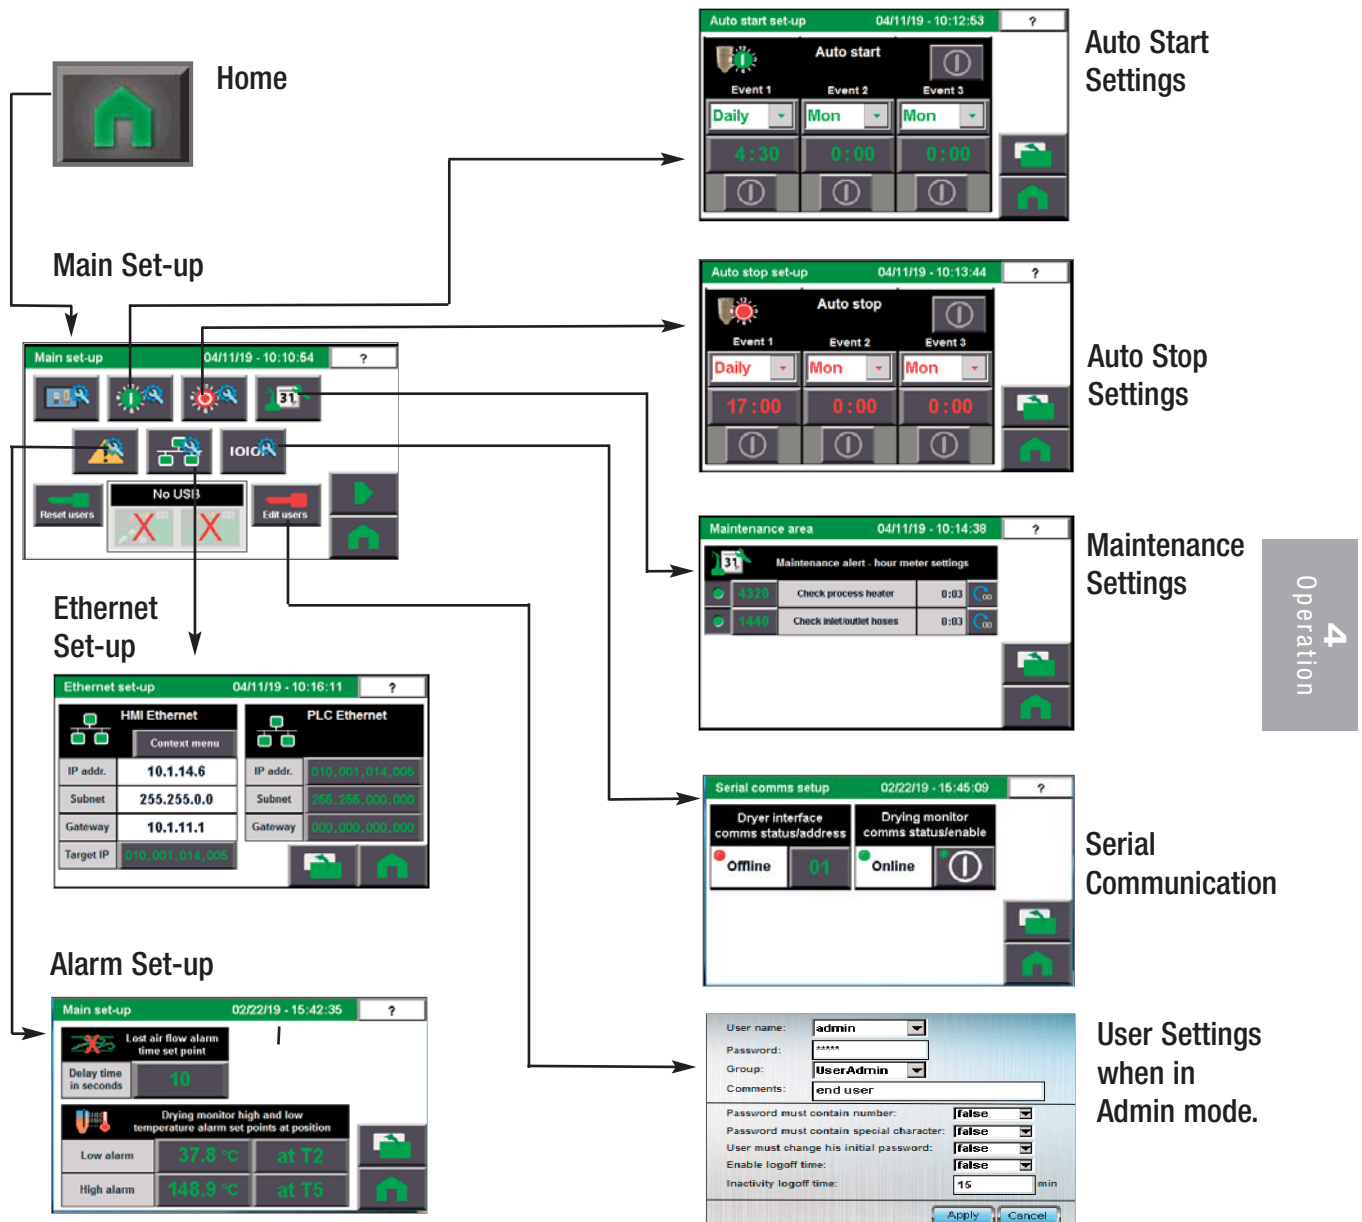 Home
Main Set-up
Main set-up 04/11/19 - 10:10:54 ?
31
IOIO
Reset users
No USB
X X
Edit users
Ethernet
Set-up
Ethernet set-up 04/11/19 - 10:16:11 ?
HMI Ethernet
Context menu
IP addr. 10.1.14.6
Subnet 255.255.0.0
Gateway 10.1.11.1
Target IP 010,001,014,005
PLC Ethernet
IP addr. 010,001,014,005
Subnet 255,255,000,000
Gateway 000,000,000,000
Alarm Set-up
Main set-up 02/22/19 - 15:42:35 ?
Lost air flow alarm
time set point
Delay time
in seconds
10
Drying monitor high and low
temperature alarm set points at position
Low alarm 37.8 °C at T2
High alarm 148.9 °C at T5
Auto start set-up 04/11/19 - 10:12:53 ?
Auto start
Event 1 Event 2 Event 3
Daily Mon Mon
4:30 0:00 0:00
Auto Start
Settings
Auto stop set-up 04/11/19 - 10:13:44 ?
Auto stop
Event 1 Event 2 Event 3
Daily Mon Mon
17:00 0:00 0:00
Auto Stop
Settings
Maintenance area 04/11/19 - 10:14:38 ?
31
Maintenance alert - hour meter settings
4320 Check process heater 0:03 00
1440 Check inlet/outlet hoses 0:03 00
Maintenance
Settings
Serial comms setup 02/22/19 - 15:45:09 ?
Dryer interface
comms status/address
Offline 01
Drying monitor
comms status/enable
Online
Serial
Communication
User name: admin
Password: *****
Group: UserAdmin
Comments: end user
Password must contain number: false
Password must contain special character: false
User must change his initial password: false
Enable logoff time: false
Inactivity logoff time: 15 min
Apply Cancel
User Settings
when in
Admin mode.
4
Operation